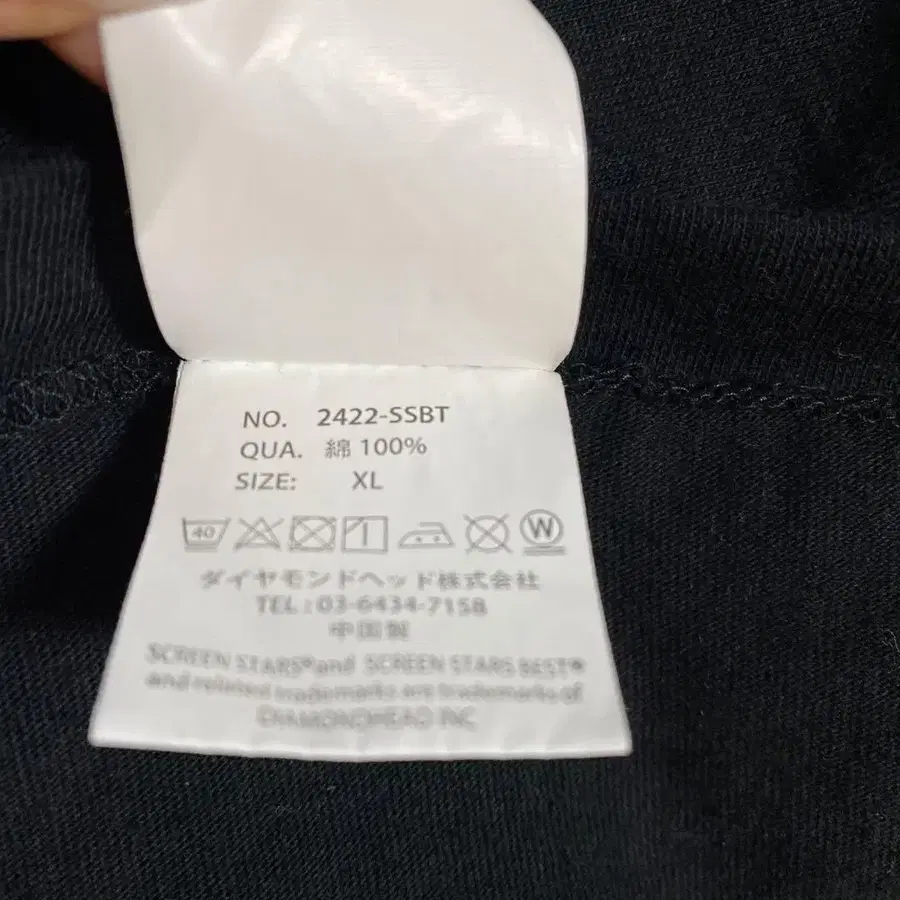 NO. 2422-SSBT
QUA. 綿 100%
SIZE: XL
40 W
ダイヤモンドヘッド株式会社
TEL : 03-6434-7158
中国製
SCREEN STARS® and SCREEN STARS BEST®
and related trademarks are trademarks of
DIAMONDHEAD INC